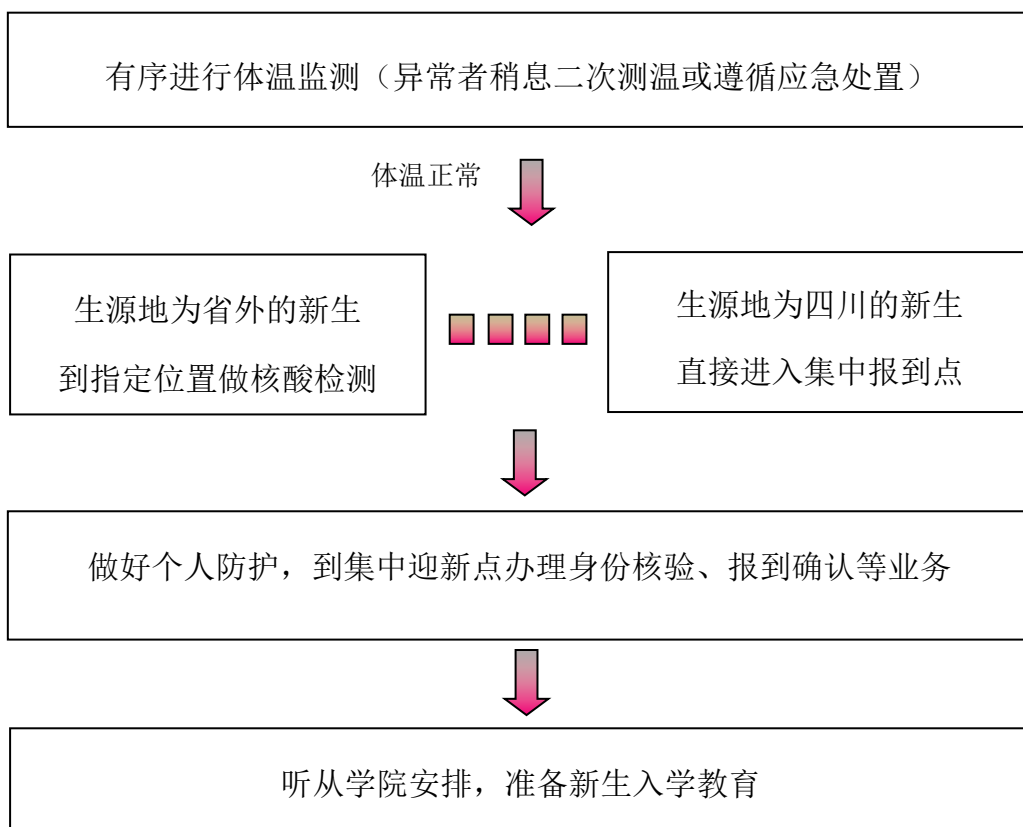 有序进行体温监测（异常者稍息二次测温或遵循应急处置）
体温正常
生源地为省外的新生
到指定位置做核酸检测
生源地为四川的新生
直接进入集中报到点
做好个人防护，到集中迎新点办理身份核验、报到确认等业务
听从学院安排，准备新生入学教育